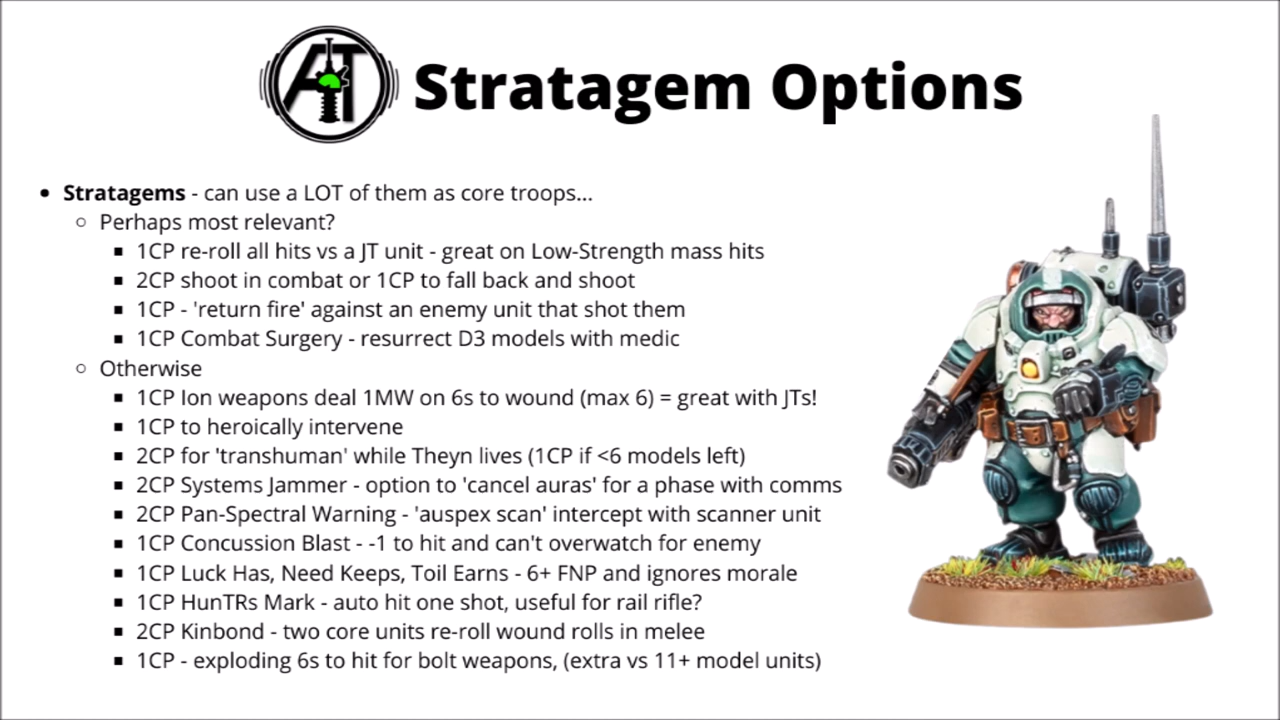 AT
Stratagem Options
Stratagems - can use a LOT of them as core troops...
Perhaps most relevant?
1CP re-roll all hits vs a JT unit - great on Low-Strength mass hits
2CP shoot in combat or 1CP to fall back and shoot
1CP - 'return fire' against an enemy unit that shot them
1CP Combat Surgery - resurrect D3 models with medic
Otherwise
1CP Ion weapons deal 1MW on 6s to wound (max 6) = great with JTs!
1CP to heroically intervene
2CP for 'transhuman' while Theyn lives (1CP if <6 models left)
2CP Systems Jammer - option to 'cancel auras' for a phase with comms
2CP Pan-Spectral Warning - 'auspex scan' intercept with scanner unit
1CP Concussion Blast - -1 to hit and can't overwatch for enemy
1CP Luck Has, Need Keeps, Toil Earns - 6+ FNP and ignores morale
1CP HunTRs Mark - auto hit one shot, useful for rail rifle?
2CP Kinbond - two core units re-roll wound rolls in melee
1CP - exploding 6s to hit for bolt weapons, (extra vs 11+ model units)